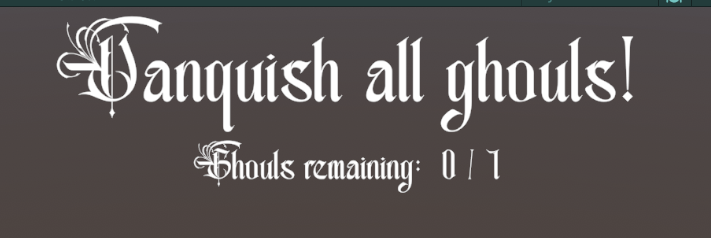 Vanquish all ghouls!
Ghouls remaining: 0 / 1